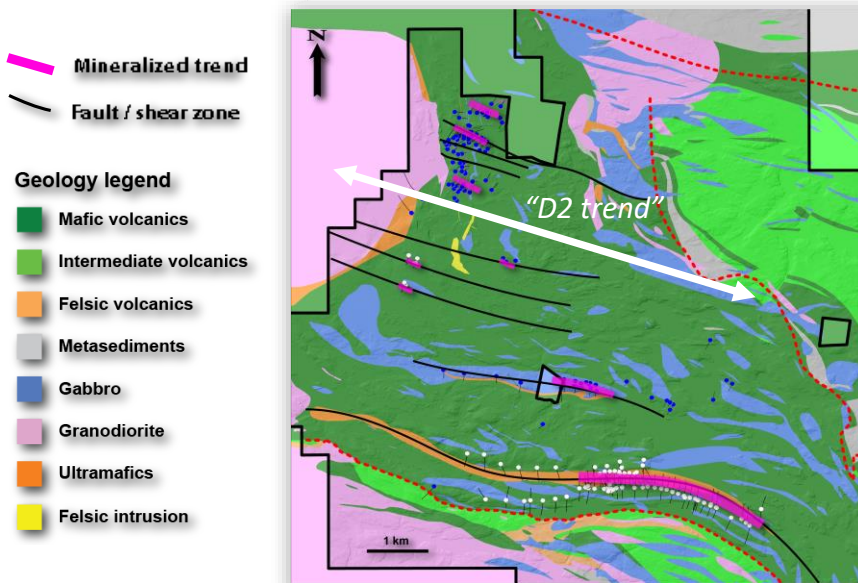 Mineralized trend
Fault / shear zone
Geology legend
Mafic volcanics
Intermediate volcanics
Felsic volcanics
Metasediments
Gabbro
Granodiorite
Ultramafics
Felsic intrusion
N
“D2 trend”
1 km